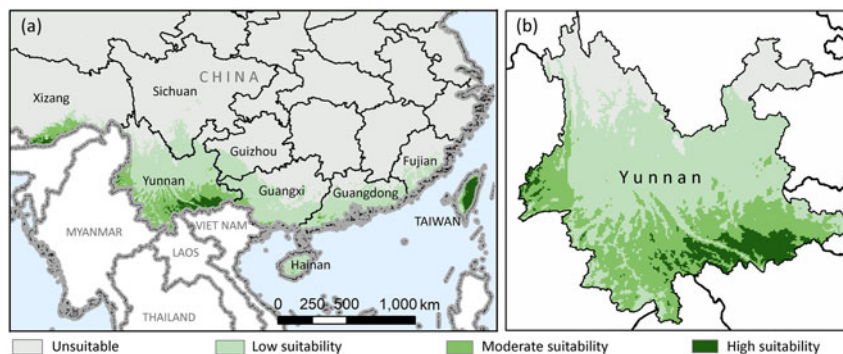 (a)
CHINA
Xizang
Sichuan
Guizhou
Fujian
Yunnan
Guangxi
Guangdong
TAIWAN
MYANMAR
VIET NAM
LAOS
Hainan
THAILAND
0 250 500 1,000 km
(b)
Yunnan
Unsuitable Low suitability Moderate suitability High suitability